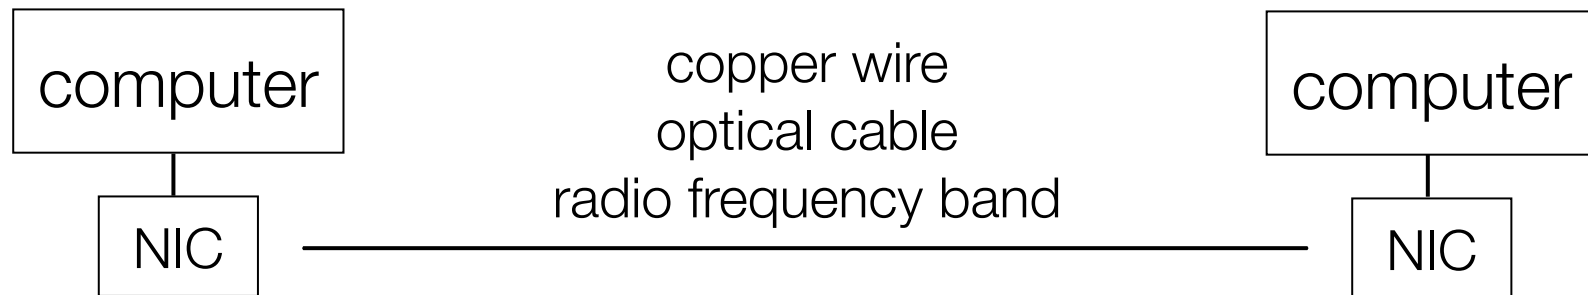 computer
copper wire
optical cable
radio frequency band
computer
NIC
NIC